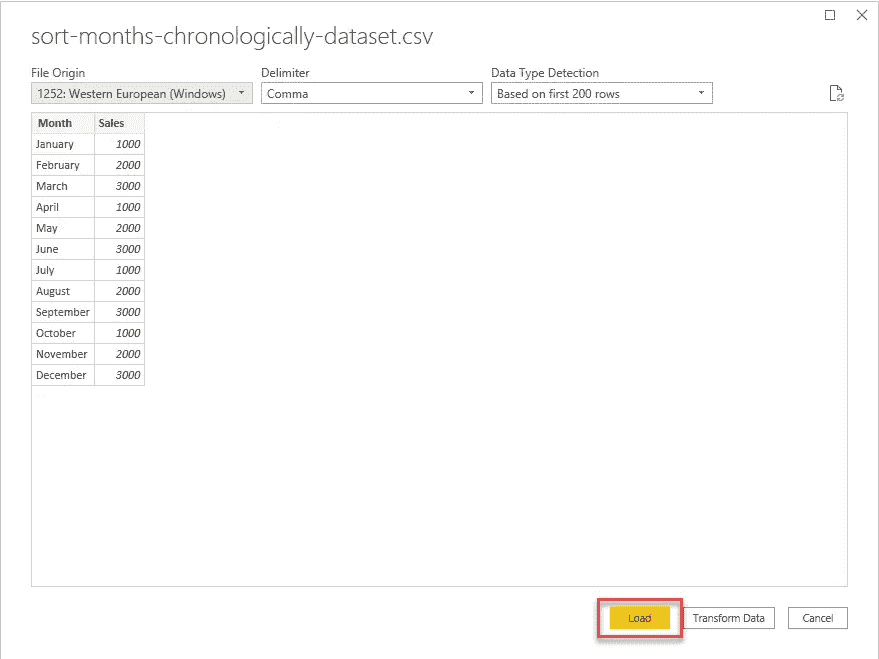 sort-months-chronologically-dataset.csv
File Origin Delimiter Data Type Detection
1252: Western European (Windows) Comma Based on first 200 rows
Month Sales
January 1000
February 2000
March 3000
April 1000
May 2000
June 3000
July 1000
August 2000
September 3000
October 1000
November 2000
December 3000
Load Transform Data Cancel